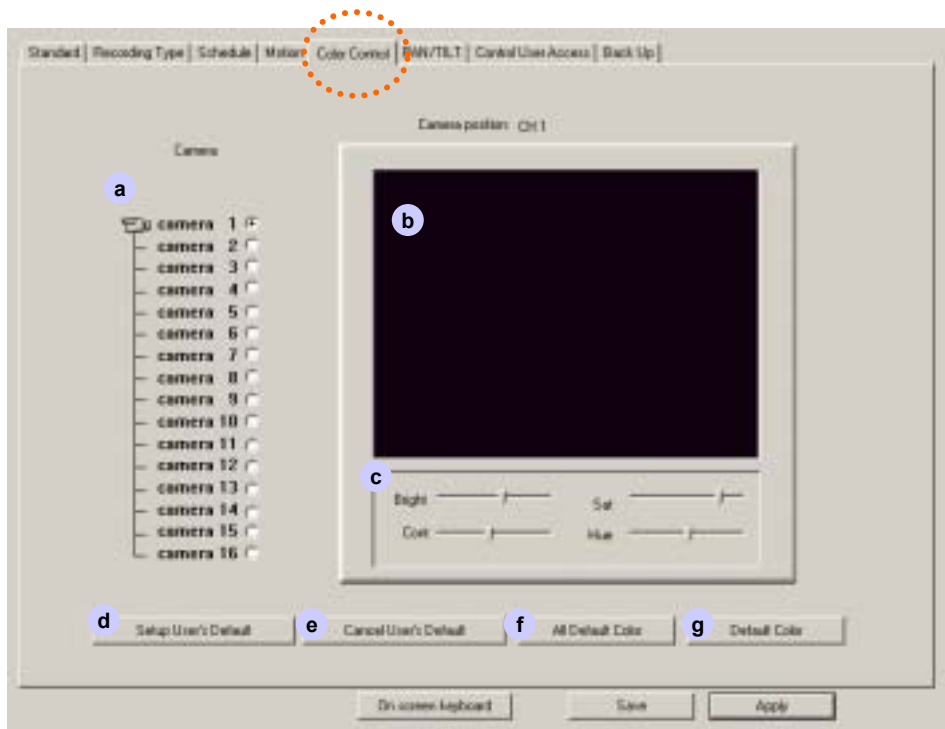 Standard | Recording Type | Schedule | Motion | Color Control | PAN/TILT | Control User Access | Back Up
Camera position CH 1
Camera
a
b
camera 1
camera 2
camera 3
camera 4
camera 5
camera 6
camera 7
camera 8
camera 9
camera 10
camera 11
camera 12
camera 13
camera 14
camera 15
camera 16
c
Bright
Sat
Cont
Hue
d Setup User's Default
e Cancel User's Default
f All Default Color
g Default Color
On screen keyboard
Save
Apply